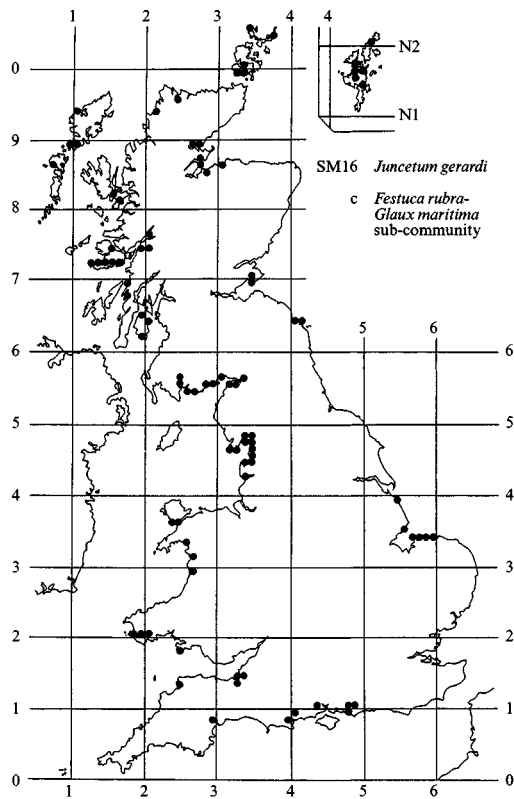 1 2 3 4 4
N2
0
N1
9
SM16 Juncetum gerardi
c Festuca rubra-
Glaux maritima
sub-community
8
7
5 6
6 6
5 5
4 4
3 3
2 2
1 1
0 0
1 2 3 4 5 6